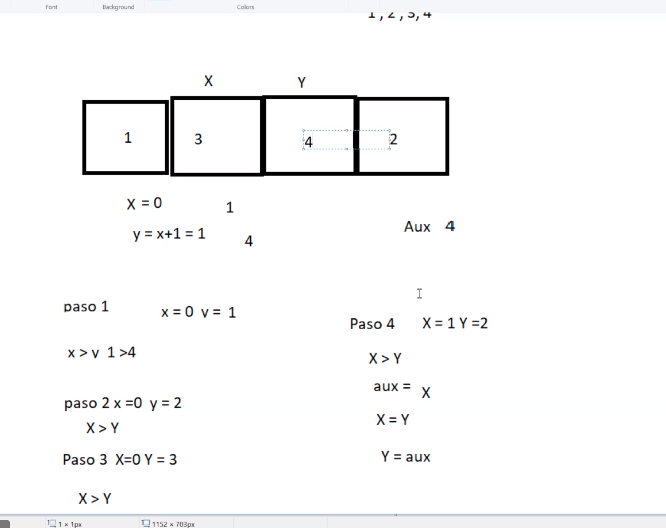 Font Background Colors
1 , 2 , 3, 4
X Y
1 3 4 2
X = 0 1
y = x+1 = 1 4
Aux 4
paso 1 x = 0 v = 1
Paso 4 X = 1 Y =2
x > v 1 >4
X > Y
aux = X
paso 2 x =0 y = 2
X > Y
X = Y
Paso 3 X=0 Y = 3
Y = aux
X > Y
1 × 1px 1152 × 703px